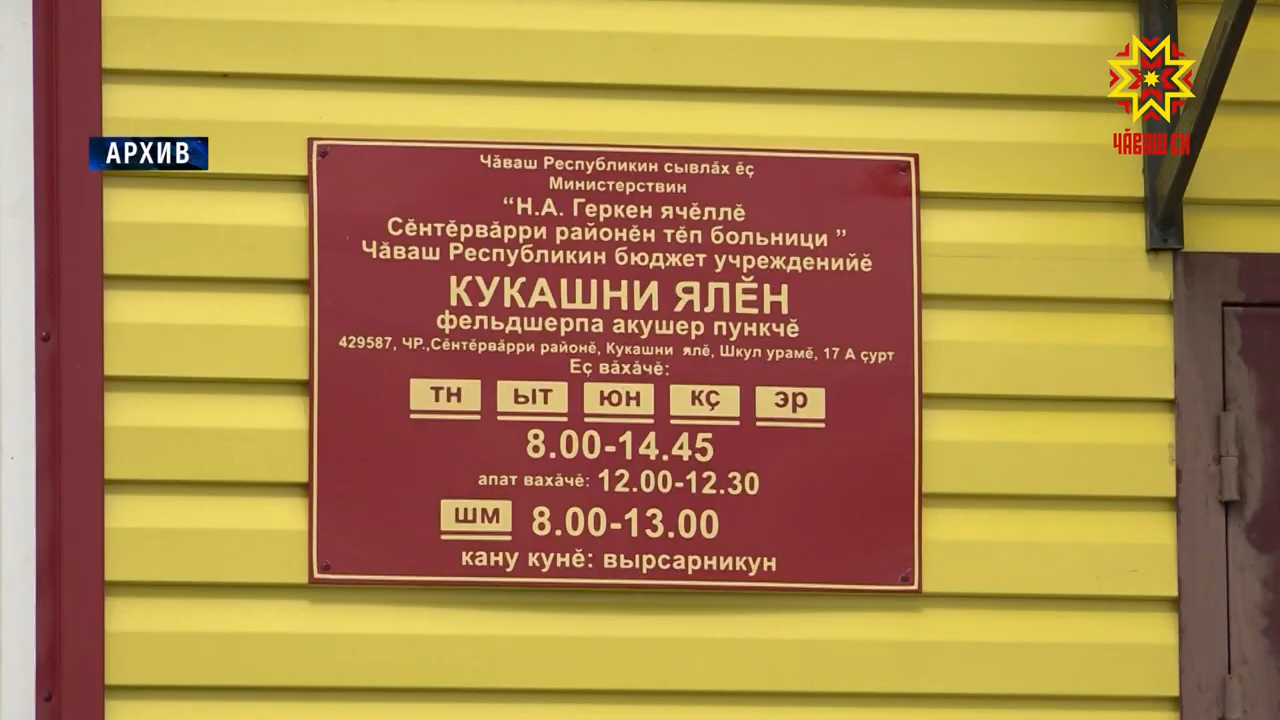 АРХИВ
ЧӐВАШ ЕН
Чӑваш Республикин сывлӑх ӗҫ
Министерствин
“Н.А. Геркен ячӗллӗ
Сӗнтӗрвӑрри районӗн тӗп больници ”
Чӑваш Республикин бюджет учрежденийӗ
КУКАШНИ ЯЛӖН
фельдшерпа акушер пункчӗ
429587, ЧР.,Сӗнтӗрвӑрри районӗ, Кукашни ялӗ, Шкул урамӗ, 17 А ҫурт
Еҫ вӑхӑчӗ:
тн ыт юн кҫ эр
8.00-14.45
апат вахӑчӗ: 12.00-12.30
шм 8.00-13.00
кану кунӗ: вырсарникун